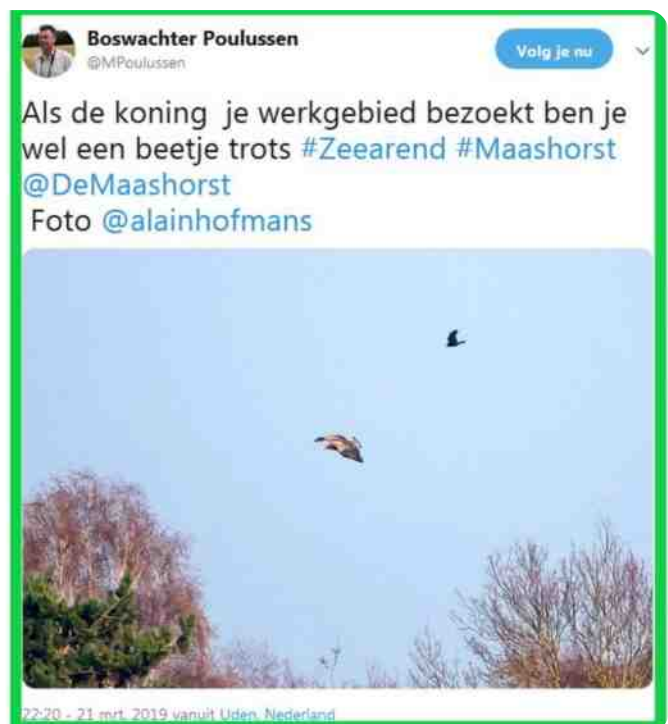 Boswachter Poulussen
@MPoulussen
Volg je nu
Als de koning je werkgebied bezoekt ben je
wel een beetje trots #Zeearend #Maashorst
@DeMaashorst
Foto @alainhofmans
22:20 - 21 mrt. 2019 vanuit Uden, Nederland